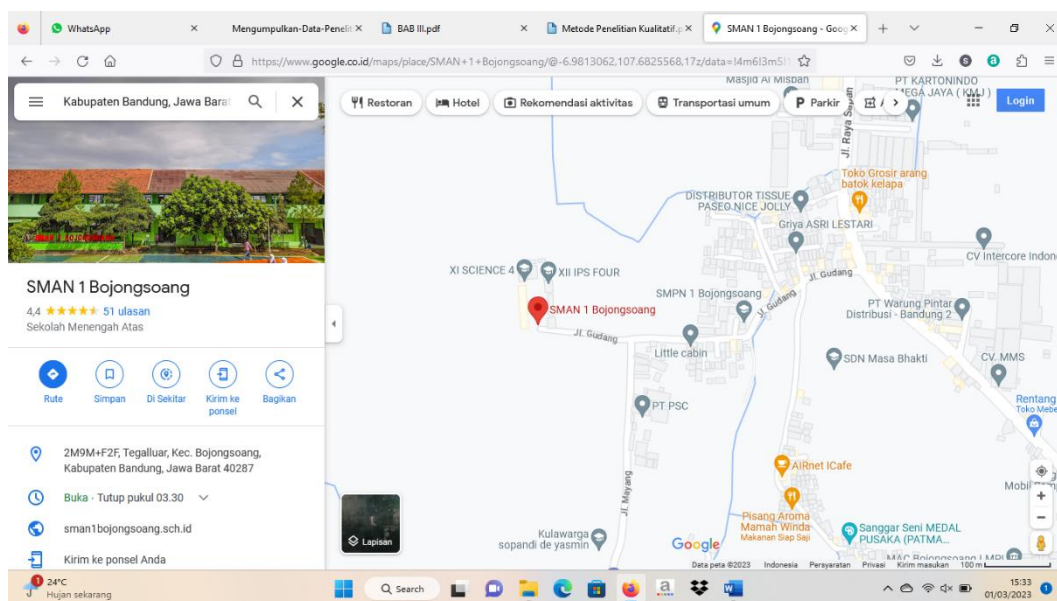 WhatsApp
Mengumpulkan-Data-Penelit
BAB III.pdf
Metode Penelitian Kualitatif.p
SMAN 1 Bojongsoang - Goog
https://www.google.co.id/maps/place/SMAN+1+Bojongsoang/@-6.9813062,107.6825568,17z/data=!4m6!3m5!1
Kabupaten Bandung, Jawa Barat
Restoran
Hotel
Rekomendasi aktivitas
Transportasi umum
Parkir
Login
SMAN 1 Bojongsoang
4,4 51 ulasan
Sekolah Menengah Atas
Rute
Simpan
Di Sekitar
Kirim ke
ponsel
Bagikan
2M9M+F2F, Tegalluar, Kec. Bojongsoang,
Kabupaten Bandung, Jawa Barat 40287
Buka · Tutup pukul 03.30
sman1bojongsoang.sch.id
Kirim ke ponsel Anda
Masjid Al Misbah
PT KARTONINDO
MEGA JAYA ( KMJ )
Jl. Raya Sapan
Toko Grosir arang
batok kelapa
DISTRIBUTOR TISSUE
PASEO NICE JOLLY
Griya ASRI LESTARI
CV Intercore Indon
XI SCIENCE 4
XII IPS FOUR
Jl. Gudang
SMPN 1 Bojongsoang
Jl. Gudang
SMAN 1 Bojongsoang
PT Warung Pintar
Distribusi - Bandung 2
Jl. Gudang
Little cabin
SDN Masa Bhakti
CV. MMS
PT PSC
Rentang
Toko Mebe
AIRnet ICafe
Jl. Mayang
Pisang Aroma
Mamah Winda
Makanan Siap Saji
Kulawarga
sopandi de yasmin
Sanggar Seni MEDAL
PUSAKA (PATMA...
Lapisan
Google
Data peta ©2023 Indonesia Persyaratan Privasi Kirim masukan 100 m
24°C
Hujan sekarang
Search
15:33
01/03/2023